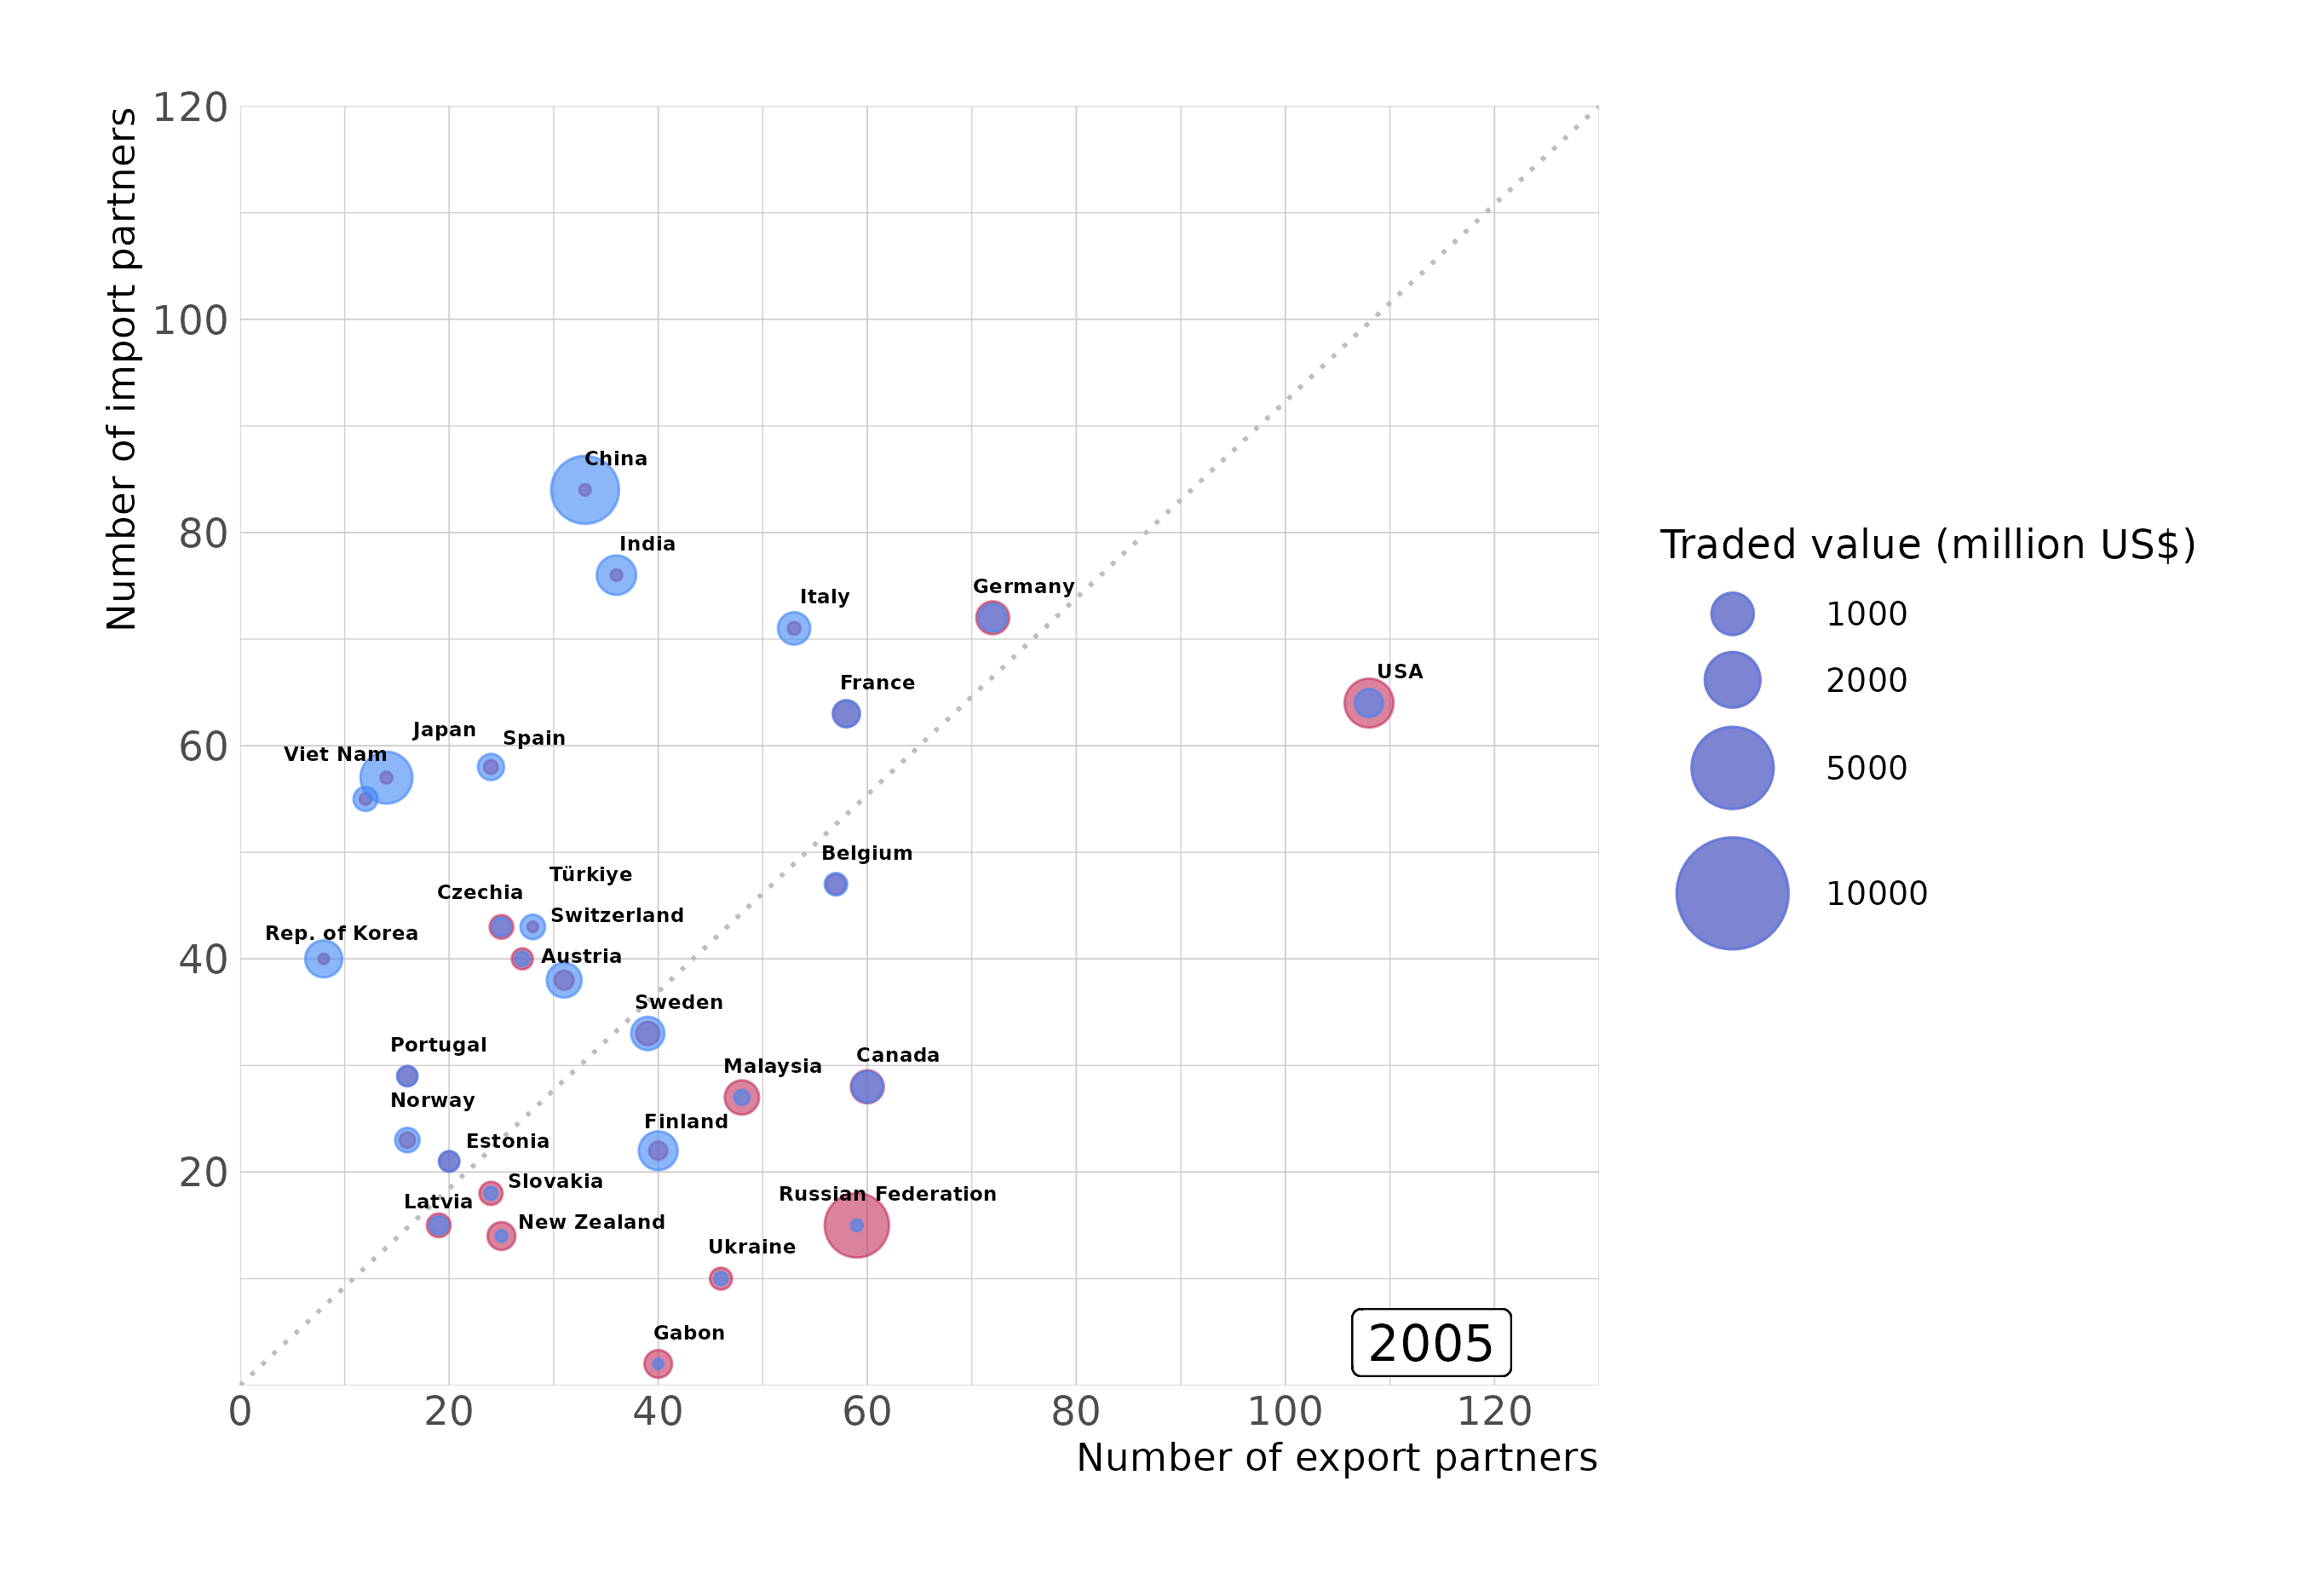 Number of import partners
120
100
80
60
40
20
China
India
Italy
Germany
France
USA
Japan
Spain
Viet Nam
Belgium
Türkiye
Czechia
Switzerland
Rep. of Korea
Austria
Sweden
Portugal
Canada
Malaysia
Norway
Finland
Estonia
Slovakia
Russian Federation
Latvia
New Zealand
Ukraine
Gabon
2005
0 20 40 60 80 100 120
Number of export partners
Traded value (million US$)
1000
2000
5000
10000